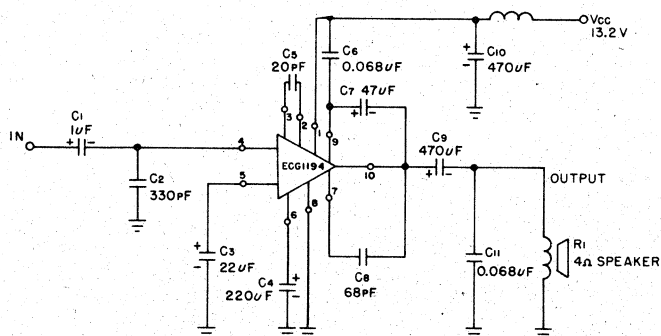 VCC
13.2 V
C5
20PF
C6
0.068uF
C10
470uF
C7 47uF
3
2
1
9
C1
1uF
IN
4
ECG1194
10
C9
470uF
OUTPUT
C2
330PF
5
6
8
7
C3
22uF
C4
220uF
C8
68PF
C11
0.068uF
R1
4Ω SPEAKER